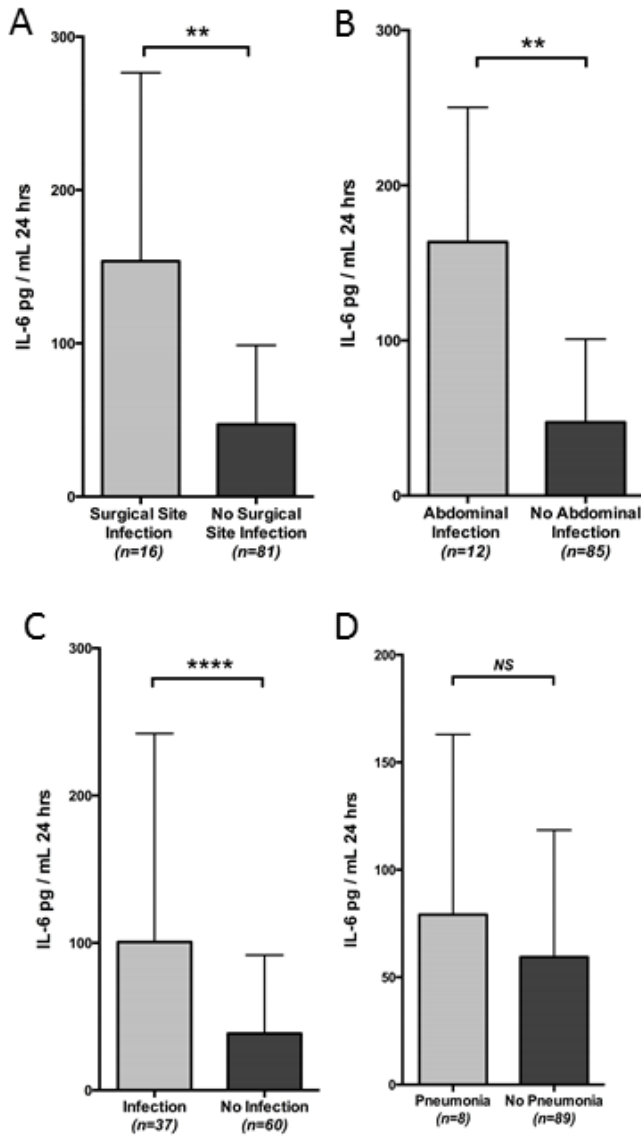 A
IL-6 pg / mL 24 hrs
300
200
100
0
**
Surgical Site
Infection
(n=16)
No Surgical
Site Infection
(n=81)
B
IL-6 pg / mL 24 hrs
300
200
100
0
**
Abdominal
Infection
(n=12)
No Abdominal
Infection
(n=85)
C
IL-6 pg / mL 24 hrs
300
200
100
0
****
Infection
(n=37)
No Infection
(n=60)
D
IL-6 pg / mL 24 hrs
200
150
100
50
0
NS
Pneumonia
(n=8)
No Pneumonia
(n=89)